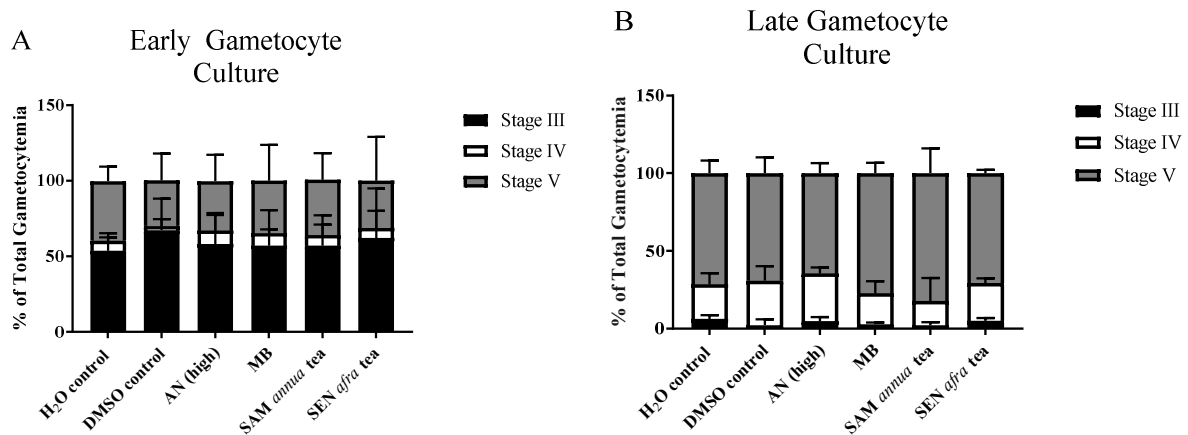 A
Early Gametocyte
Culture
% of Total Gametocytemia
150
100
50
0
Stage III
Stage IV
Stage V
H2O control
DMSO control
AN (high)
MB
SAM annua tea
SEN afra tea
B
Late Gametocyte
Culture
% of Total Gametocytemia
150
100
50
0
Stage III
Stage IV
Stage V
H2O control
DMSO control
AN (high)
MB
SAM annua tea
SEN afra tea